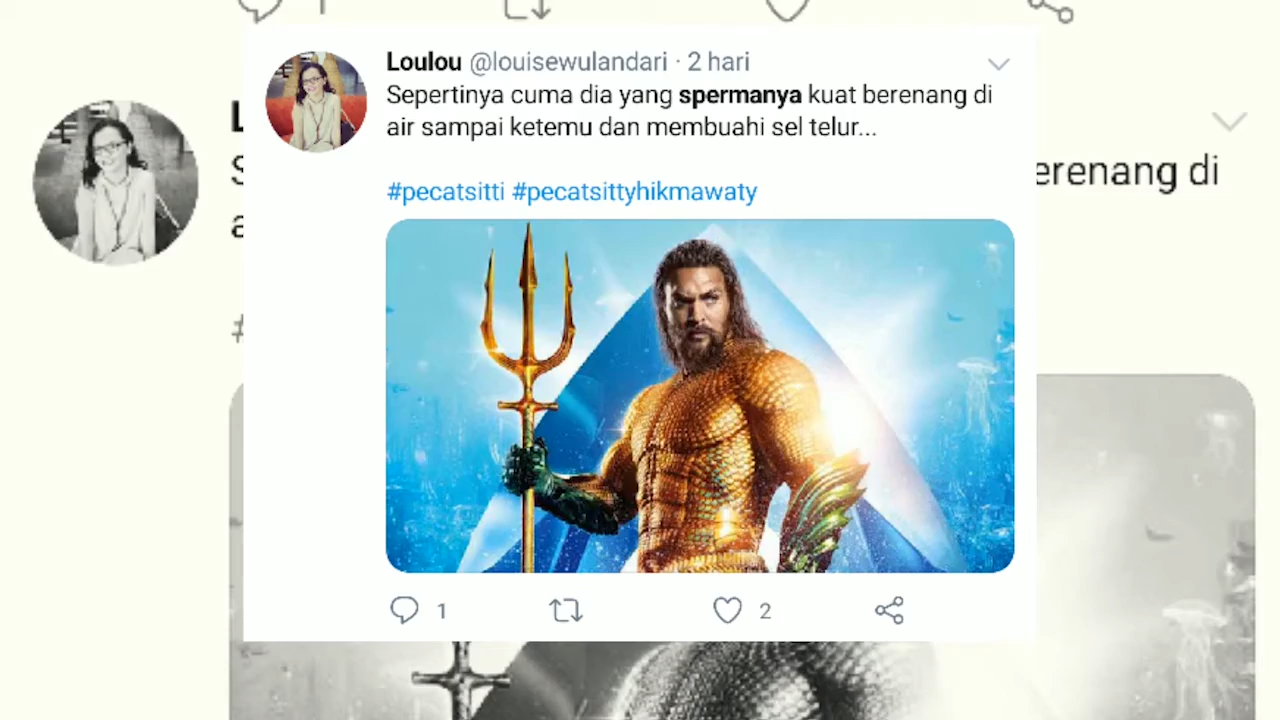 Loulou @louisewulandari · 2 hari
Sepertinya cuma dia yang spermanya kuat berenang di
air sampai ketemu dan membuahi sel telur...
#pecatsitti #pecatsittyhikmawaty
1
2
L
S
erenang di
a
#